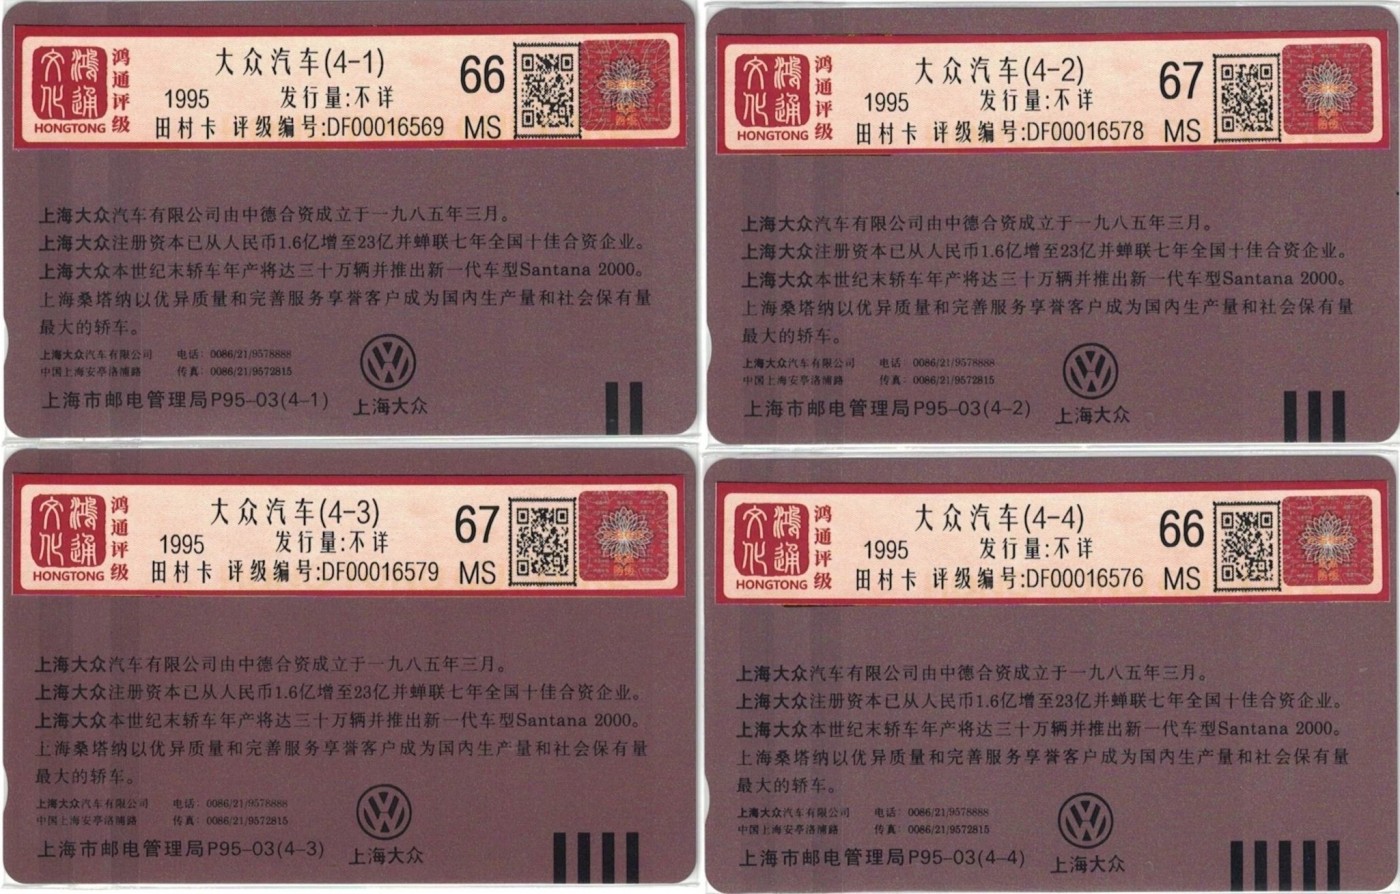 文化
鸿通
HONGTONG
鸿通评级
大众汽车(4-1)
1995 发行量:不详
田村卡 评级编号:DF00016569
66
MS
上海大众汽车有限公司由中德合资成立于一九八五年三月。
上海大众注册资本已从人民币1.6亿增至23亿并蝉联七年全国十佳合资企业。
上海大众本世纪末轿车年产将达三十万辆并推出新一代车型Santana 2000。
上海桑塔纳以优异质量和完善服务享誉客户成为国内生产量和社会保有量
最大的轿车。
上海大众汽车有限公司 电话: 0086/21/9578888
中国上海安亭洛浦路 传真: 0086/21/9572815
上海市邮电管理局P95-03(4-1)
上海大众
文化
鸿通
HONGTONG
鸿通评级
大众汽车(4-2)
1995 发行量:不详
田村卡 评级编号:DF00016578
67
MS
上海大众汽车有限公司由中德合资成立于一九八五年三月。
上海大众注册资本已从人民币1.6亿增至23亿并蝉联七年全国十佳合资企业。
上海大众本世纪末轿车年产将达三十万辆并推出新一代车型Santana 2000。
上海桑塔纳以优异质量和完善服务享誉客户成为国内生产量和社会保有量
最大的轿车。
上海大众汽车有限公司 电话: 0086/21/9578888
中国上海安亭洛浦路 传真: 0086/21/9572815
上海市邮电管理局P95-03(4-2)
上海大众
文化
鸿通
HONGTONG
鸿通评级
大众汽车(4-3)
1995 发行量:不详
田村卡 评级编号:DF00016579
67
MS
上海大众汽车有限公司由中德合资成立于一九八五年三月。
上海大众注册资本已从人民币1.6亿增至23亿并蝉联七年全国十佳合资企业。
上海大众本世纪末轿车年产将达三十万辆并推出新一代车型Santana 2000。
上海桑塔纳以优异质量和完善服务享誉客户成为国内生产量和社会保有量
最大的轿车。
上海大众汽车有限公司 电话: 0086/21/9578888
中国上海安亭洛浦路 传真: 0086/21/9572815
上海市邮电管理局P95-03(4-3)
上海大众
文化
鸿通
HONGTONG
鸿通评级
大众汽车(4-4)
1995 发行量:不详
田村卡 评级编号:DF00016576
66
MS
上海大众汽车有限公司由中德合资成立于一九八五年三月。
上海大众注册资本已从人民币1.6亿增至23亿并蝉联七年全国十佳合资企业。
上海大众本世纪末轿车年产将达三十万辆并推出新一代车型Santana 2000。
上海桑塔纳以优异质量和完善服务享誉客户成为国内生产量和社会保有量
最大的轿车。
上海大众汽车有限公司 电话: 0086/21/9578888
中国上海安亭洛浦路 传真: 0086/21/9572815
上海市邮电管理局P95-03(4-4)
上海大众